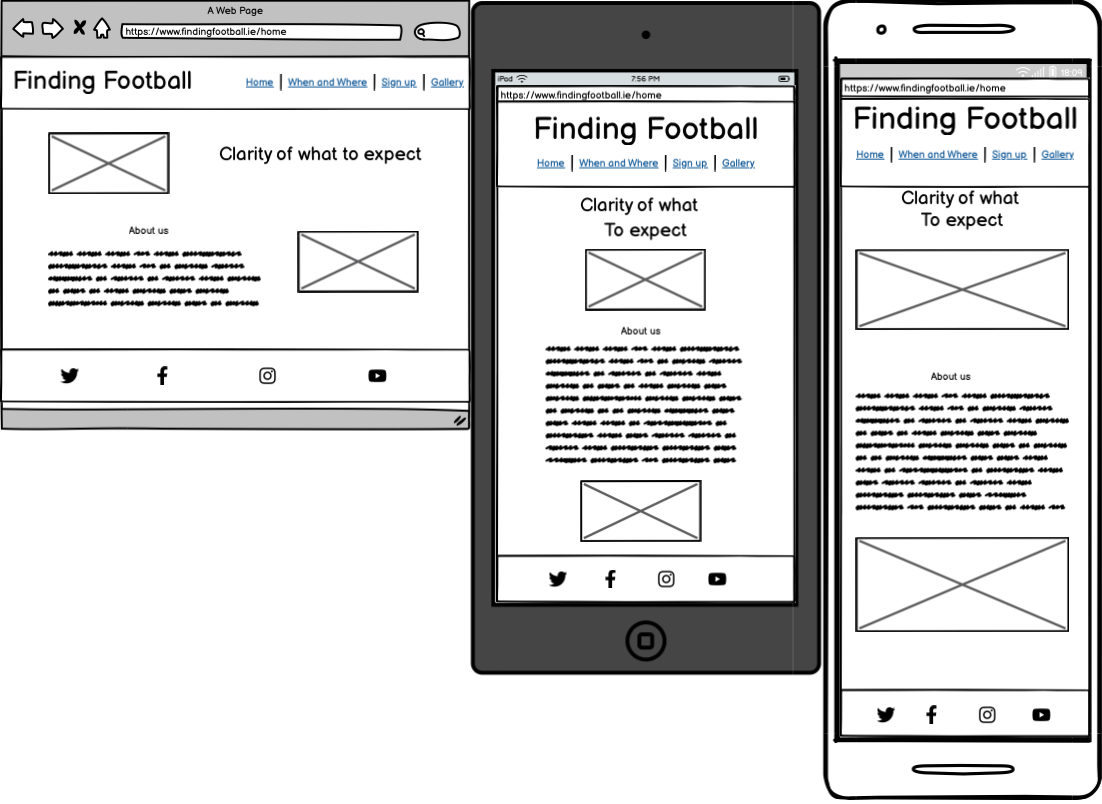 A Web Page
https://www.findingfootball.ie/home
Finding Football
Home When and Where Sign up Gallery
Clarity of what to expect
About us
iPod 7:56 PM
https://www.findingfootball.ie/home
Finding Football
Home When and Where Sign up Gallery
Clarity of what
To expect
About us
18:09
https://www.findingfootball.ie/home
Finding Football
Home When and Where Sign up Gallery
Clarity of what
To expect
About us